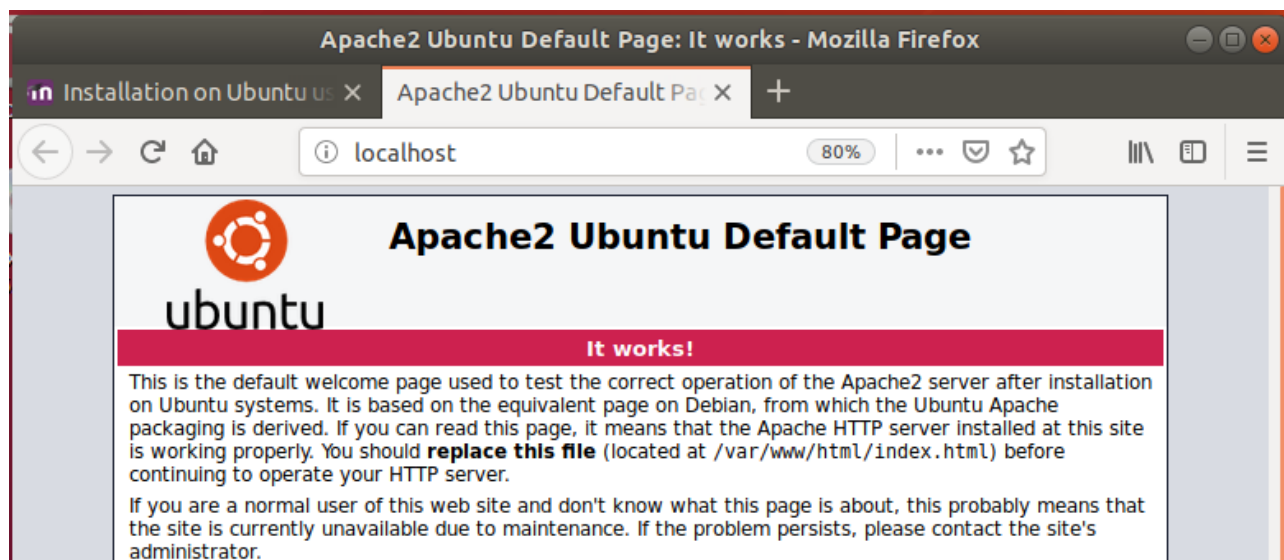 Apache2 Ubuntu Default Page: It works - Mozilla Firefox
Installation on Ubuntu us
Apache2 Ubuntu Default Pag
localhost
80%
ubuntu
Apache2 Ubuntu Default Page
It works!
This is the default welcome page used to test the correct operation of the Apache2 server after installation
on Ubuntu systems. It is based on the equivalent page on Debian, from which the Ubuntu Apache
packaging is derived. If you can read this page, it means that the Apache HTTP server installed at this site
is working properly. You should replace this file (located at /var/www/html/index.html) before
continuing to operate your HTTP server.
If you are a normal user of this web site and don't know what this page is about, this probably means that
the site is currently unavailable due to maintenance. If the problem persists, please contact the site's
administrator.